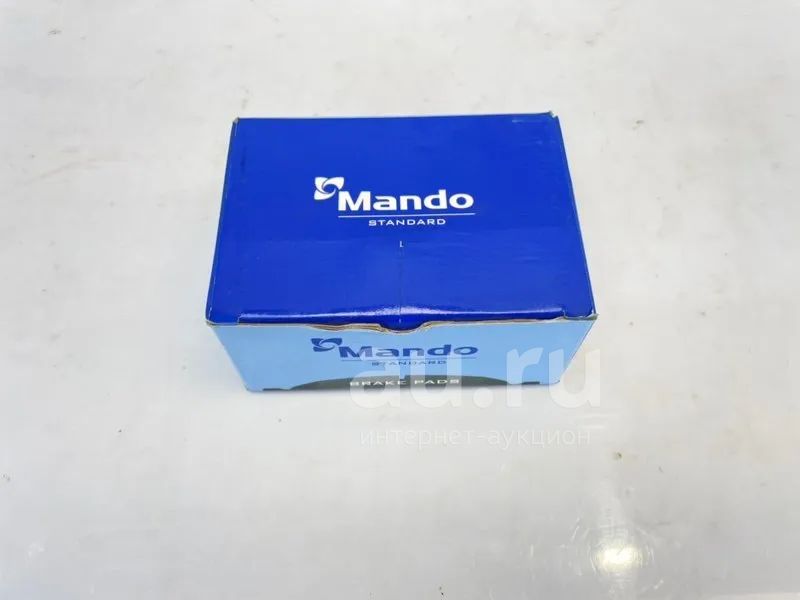 Mando
STANDARD
L
Mando
STANDARD
BRAKE PADS
au.ru
интернет-аукцион